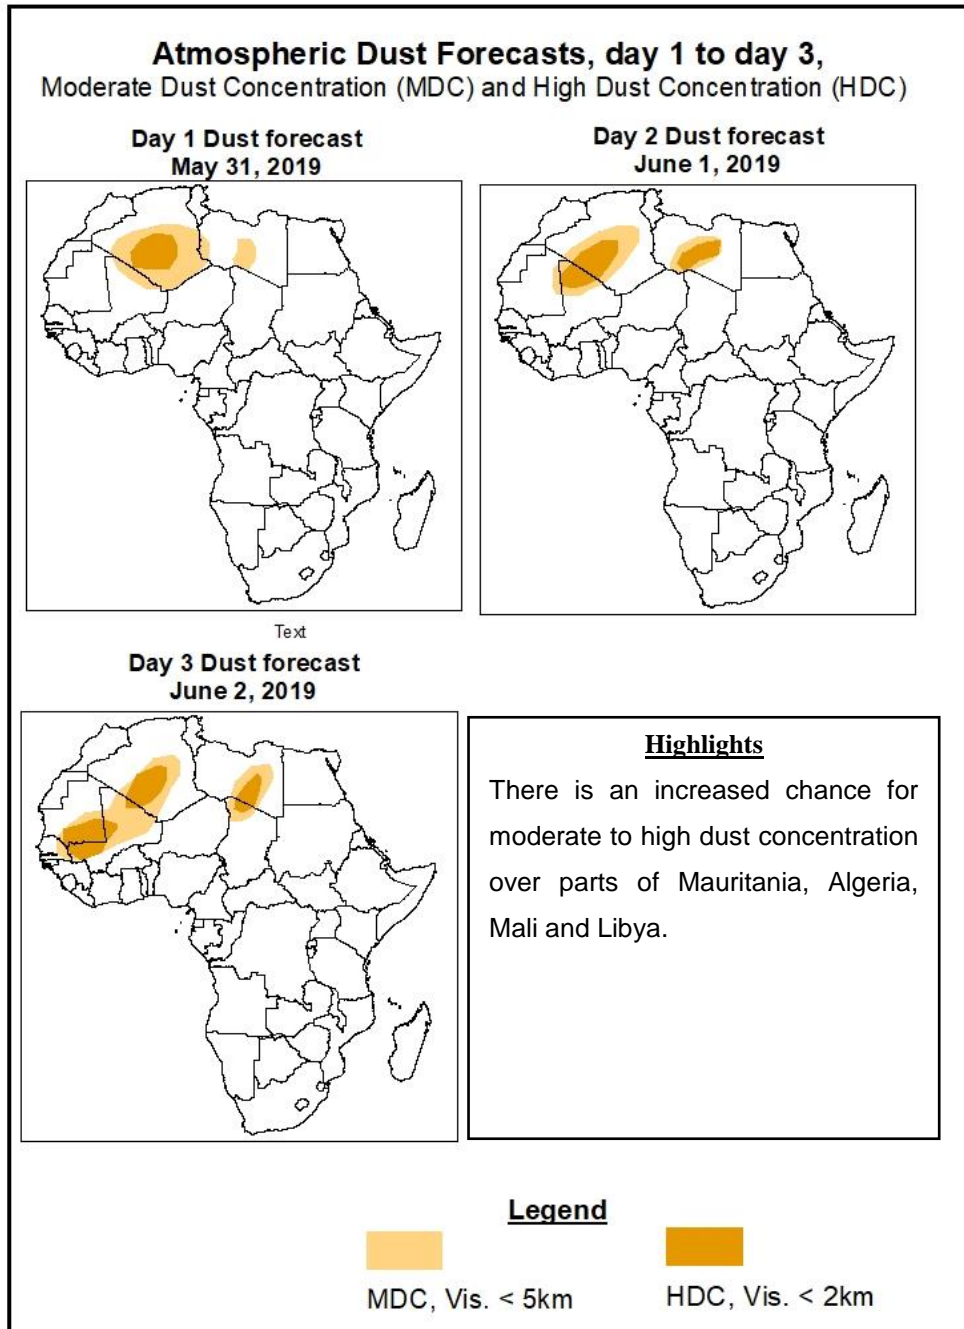 Atmospheric Dust Forecasts, day 1 to day 3,
Moderate Dust Concentration (MDC) and High Dust Concentration (HDC)
Day 1 Dust forecast
May 31, 2019
Day 2 Dust forecast
June 1, 2019
Text
Day 3 Dust forecast
June 2, 2019
Highlights
There is an increased chance for
moderate to high dust concentration
over parts of Mauritania, Algeria,
Mali and Libya.
Legend
MDC, Vis. < 5km
HDC, Vis. < 2km